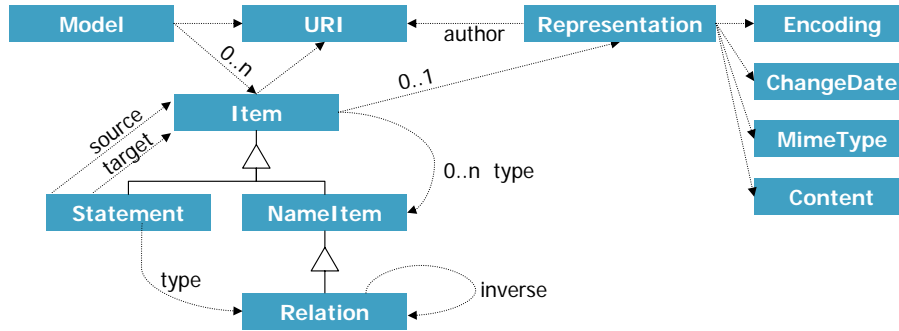 Model
URI
Representation
Encoding
author
0..n
0..1
ChangeDate
Item
source
target
MimeType
0..n type
Content
Statement
NameItem
type
inverse
Relation